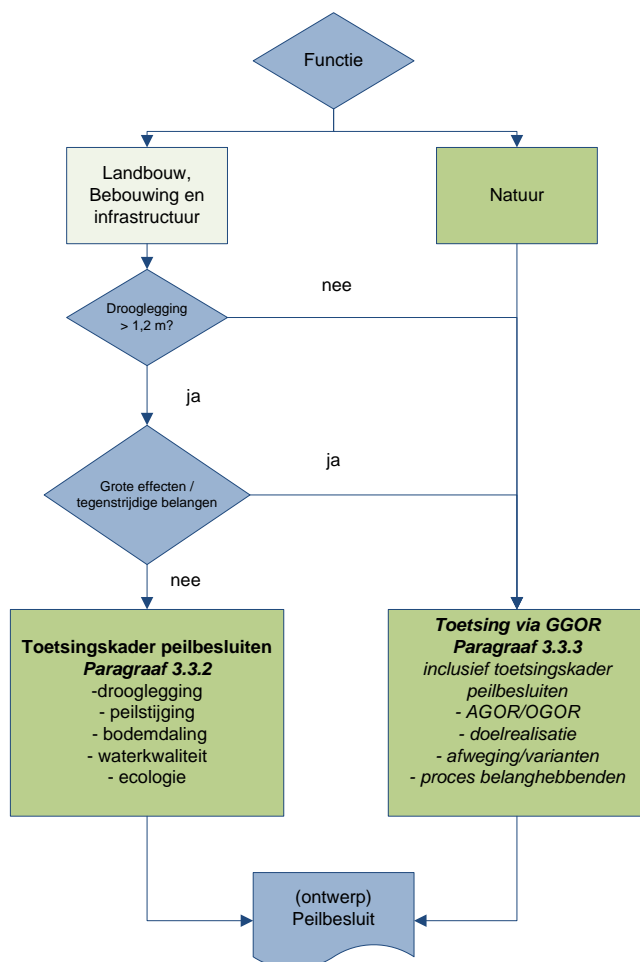 Functie
Landbouw,
Bebouwing en
infrastructuur
Natuur
Drooglegging
> 1,2 m?
nee
ja
Grote effecten /
tegenstrijdige belangen
ja
nee
Toetsingskader peilbesluiten
Paragraaf 3.3.2
-drooglegging
- peilstijging
- bodemdaling
- waterkwaliteit
- ecologie
Toetsing via GGOR
Paragraaf 3.3.3
inclusief toetsingskader
peilbesluiten
- AGOR/OGOR
- doelrealisatie
- afweging/varianten
- proces belanghebbenden
(ontwerp)
Peilbesluit